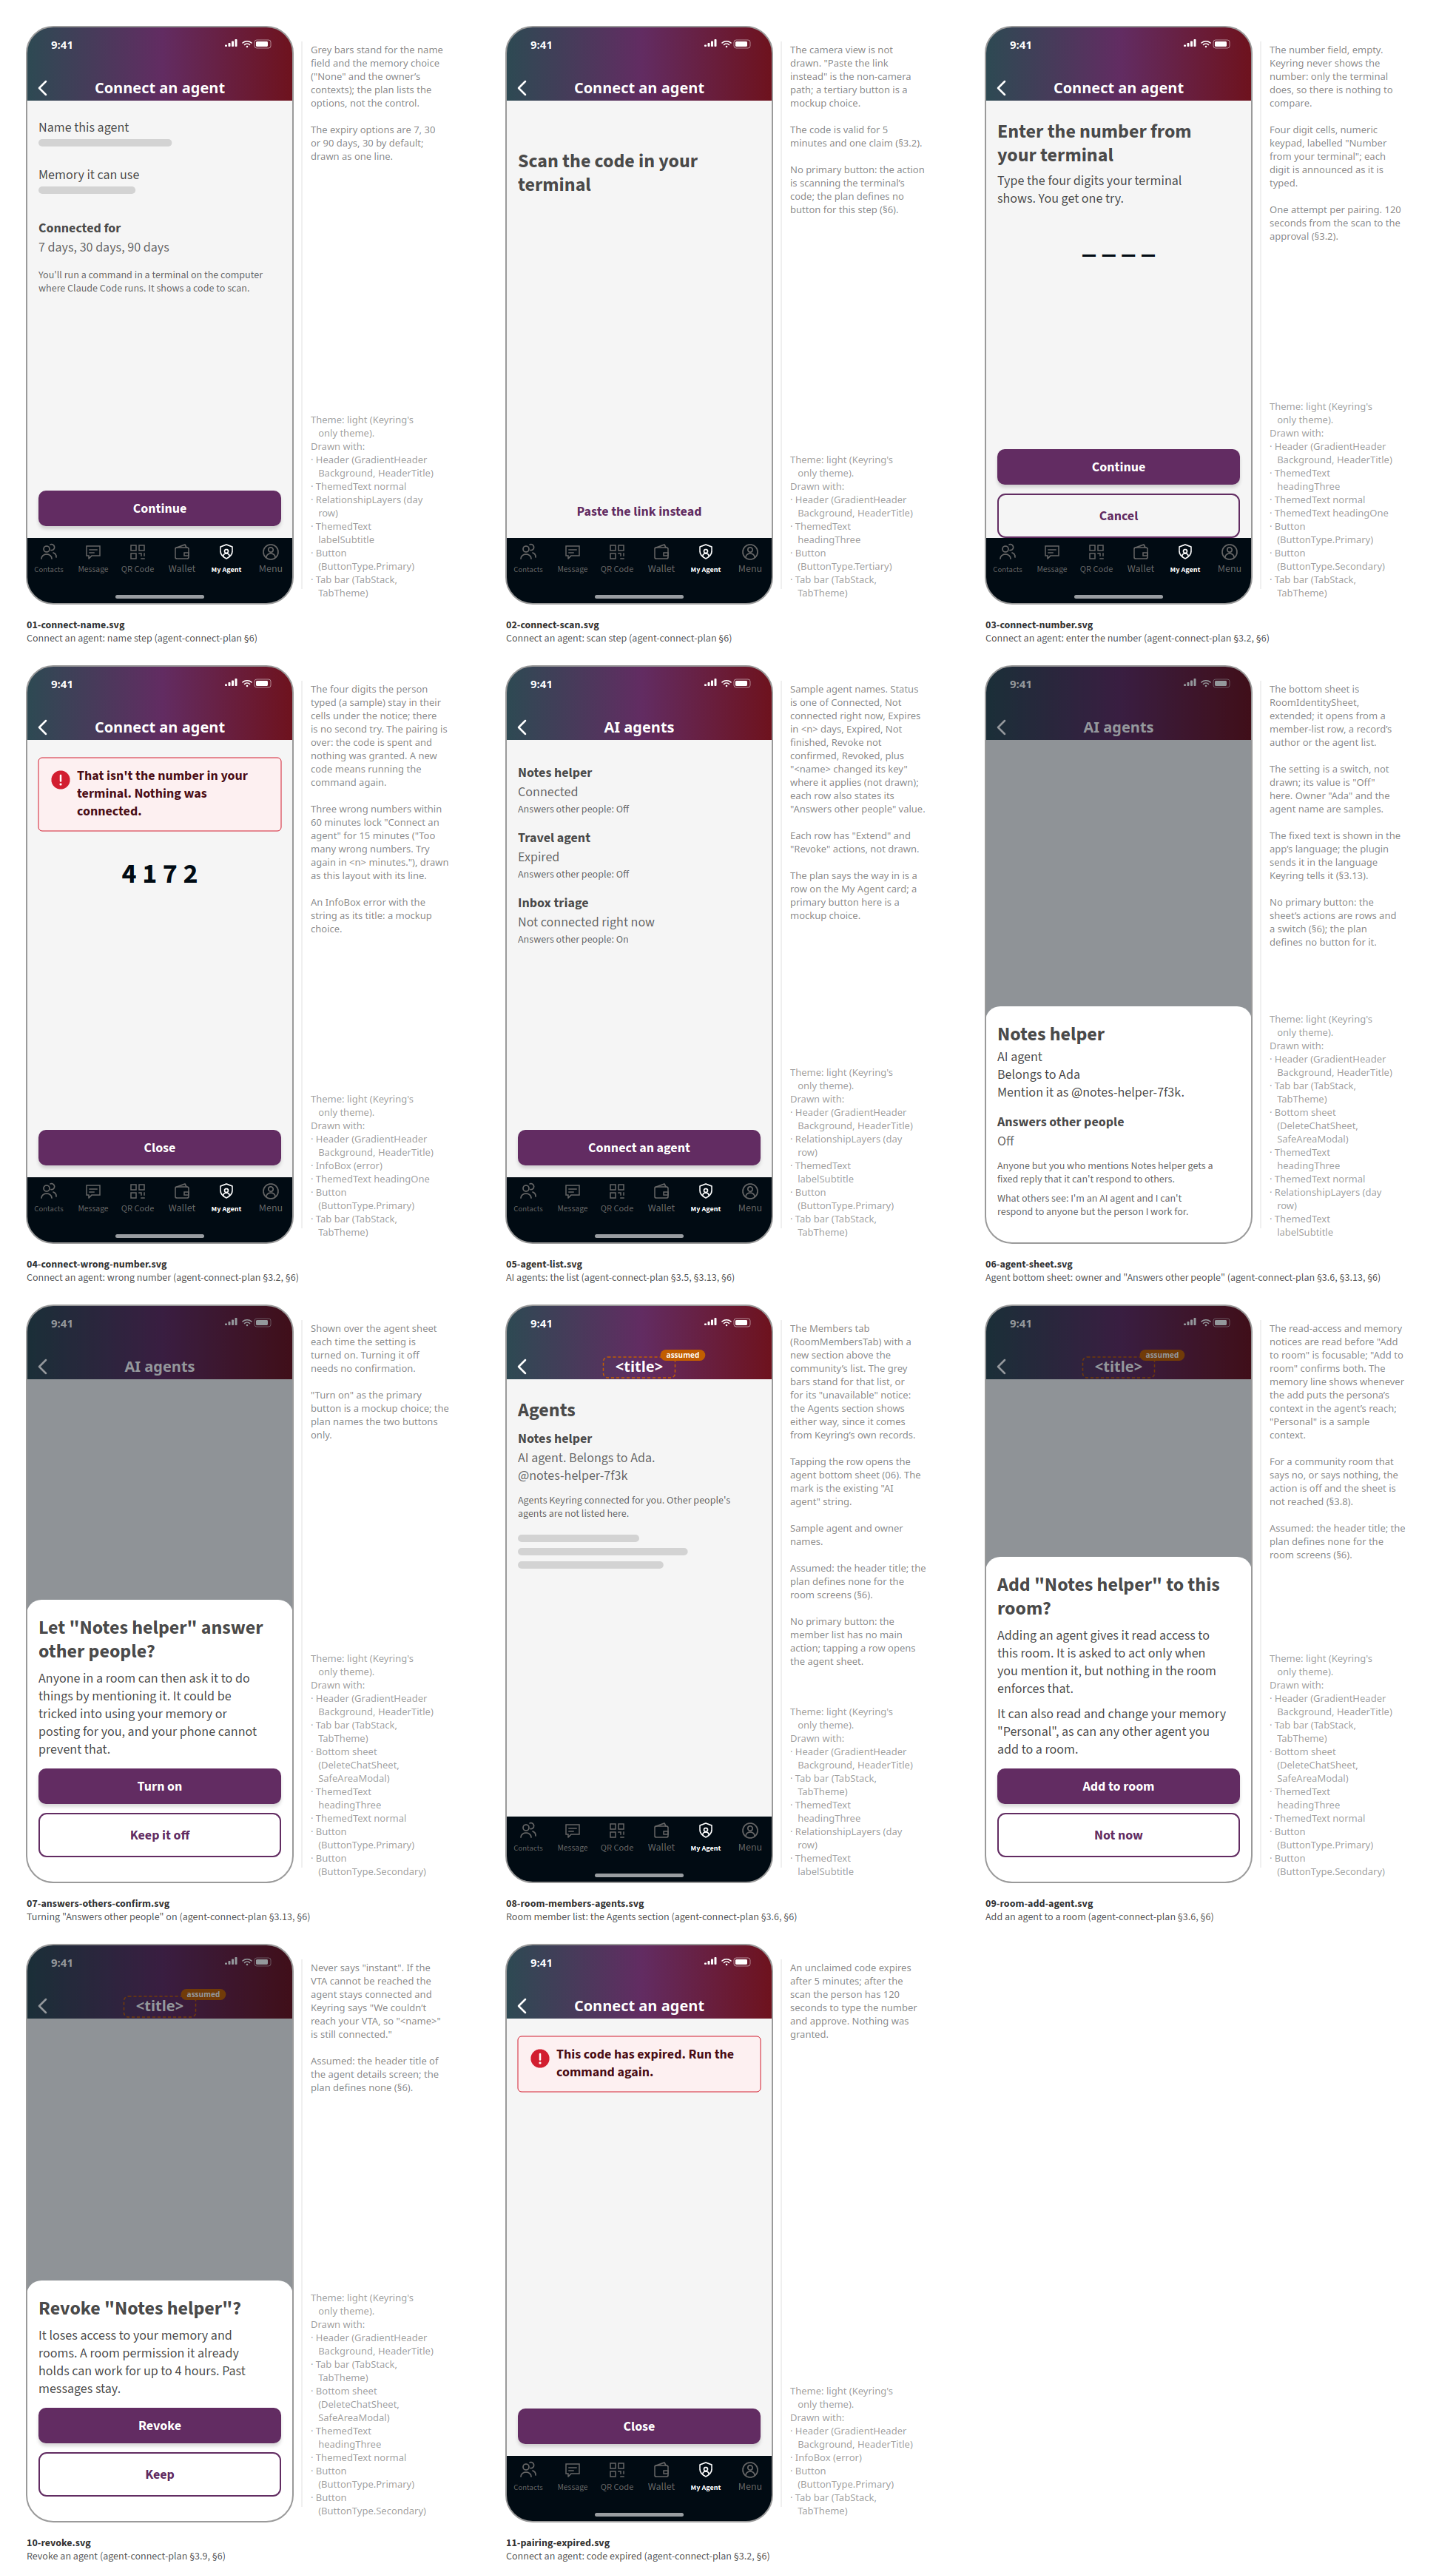 9:41
Connect an agent
Name this agent
Memory it can use
Connected for
7 days, 30 days, 90 days
You'll run a command in a terminal on the computer
where Claude Code runs. It shows a code to scan.
Continue
Contacts
Message
QR Code
Wallet
My Agent
Menu
Grey bars stand for the name
field and the memory choice
("None" and the owner's
contexts); the plan lists the
options, not the control.
The expiry options are 7, 30
or 90 days, 30 by default;
drawn as one line.
Theme: light (Keyring's
only theme).
Drawn with:
· Header (GradientHeader
Background, HeaderTitle)
· ThemedText normal
· RelationshipLayers (day
row)
· ThemedText
labelSubtitle
· Button
(ButtonType.Primary)
· Tab bar (TabStack,
TabTheme)
01-connect-name.svg
Connect an agent: name step (agent-connect-plan §6)
9:41
Connect an agent
Scan the code in your
terminal
Paste the link instead
Contacts
Message
QR Code
Wallet
My Agent
Menu
The camera view is not
drawn. "Paste the link
instead" is the non-camera
path; a tertiary button is a
mockup choice.
The code is valid for 5
minutes and one claim (§3.2).
No primary button: the action
is scanning the terminal's
code; the plan defines no
button for this step (§6).
Theme: light (Keyring's
only theme).
Drawn with:
· Header (GradientHeader
Background, HeaderTitle)
· ThemedText
headingThree
· Button
(ButtonType.Tertiary)
· Tab bar (TabStack,
TabTheme)
02-connect-scan.svg
Connect an agent: scan step (agent-connect-plan §6)
9:41
Connect an agent
Enter the number from
your terminal
Type the four digits your terminal
shows. You get one try.
Continue
Cancel
Contacts
Message
QR Code
Wallet
My Agent
Menu
The number field, empty.
Keyring never shows the
number: only the terminal
does, so there is nothing to
compare.
Four digit cells, numeric
keypad, labelled "Number
from your terminal"; each
digit is announced as it is
typed.
One attempt per pairing. 120
seconds from the scan to the
approval (§3.2).
Theme: light (Keyring's
only theme).
Drawn with:
· Header (GradientHeader
Background, HeaderTitle)
· ThemedText
headingThree
· ThemedText normal
· ThemedText headingOne
· Button
(ButtonType.Primary)
· Button
(ButtonType.Secondary)
· Tab bar (TabStack,
TabTheme)
03-connect-number.svg
Connect an agent: enter the number (agent-connect-plan §3.2, §6)
9:41
Connect an agent
That isn't the number in your
terminal. Nothing was
connected.
4172
Close
Contacts
Message
QR Code
Wallet
My Agent
Menu
The four digits the person
typed (a sample) stay in their
cells under the notice; there
is no second try. The pairing is
over: the code is spent and
nothing was granted. A new
code means running the
command again.
Three wrong numbers within
60 minutes lock "Connect an
agent" for 15 minutes ("Too
many wrong numbers. Try
again in <n> minutes."), drawn
as this layout with its line.
An InfoBox error with the
string as its title: a mockup
choice.
Theme: light (Keyring's
only theme).
Drawn with:
· Header (GradientHeader
Background, HeaderTitle)
· InfoBox (error)
· ThemedText headingOne
· Button
(ButtonType.Primary)
· Tab bar (TabStack,
TabTheme)
04-connect-wrong-number.svg
Connect an agent: wrong number (agent-connect-plan §3.2, §6)
9:41
AI agents
Notes helper
Connected
Answers other people: Off
Travel agent
Expired
Answers other people: Off
Inbox triage
Not connected right now
Answers other people: On
Connect an agent
Contacts
Message
QR Code
Wallet
My Agent
Menu
Sample agent names. Status
is one of Connected, Not
connected right now, Expires
in <n> days, Expired, Not
finished, Revoke not
confirmed, Revoked, plus
"<name> changed its key"
where it applies (not drawn);
each row also states its
"Answers other people" value.
Each row has "Extend" and
"Revoke" actions, not drawn.
The plan says the way in is a
row on the My Agent card; a
primary button here is a
mockup choice.
Theme: light (Keyring's
only theme).
Drawn with:
· Header (GradientHeader
Background, HeaderTitle)
· RelationshipLayers (day
row)
· ThemedText
labelSubtitle
· Button
(ButtonType.Primary)
· Tab bar (TabStack,
TabTheme)
05-agent-list.svg
AI agents: the list (agent-connect-plan §3.5, §3.13, §6)
9:41
AI agents
Notes helper
AI agent
Belongs to Ada
Mention it as @notes-helper-7f3k.
Answers other people
Off
Anyone but you who mentions Notes helper gets a
fixed reply that it can't respond to others.
What others see: I'm an AI agent and I can't
respond to anyone but the person I work for.
The bottom sheet is
RoomIdentitySheet,
extended; it opens from a
member-list row, a record's
author or the agent list.
The setting is a switch, not
drawn; its value is "Off"
here. Owner "Ada" and the
agent name are samples.
The fixed text is shown in the
app's language; the plugin
sends it in the language
Keyring tells it (§3.13).
No primary button: the
sheet's actions are rows and
a switch (§6); the plan
defines no button for it.
Theme: light (Keyring's
only theme).
Drawn with:
· Header (GradientHeader
Background, HeaderTitle)
· Tab bar (TabStack,
TabTheme)
· Bottom sheet
(DeleteChatSheet,
SafeAreaModal)
· ThemedText
headingThree
· ThemedText normal
· RelationshipLayers (day
row)
· ThemedText
labelSubtitle
06-agent-sheet.svg
Agent bottom sheet: owner and "Answers other people" (agent-connect-plan §3.6, §3.13, §6)
9:41
AI agents
Let "Notes helper" answer
other people?
Anyone in a room can then ask it to do
things by mentioning it. It could be
tricked into using your memory or
posting for you, and your phone cannot
prevent that.
Turn on
Keep it off
Shown over the agent sheet
each time the setting is
turned on. Turning it off
needs no confirmation.
"Turn on" as the primary
button is a mockup choice; the
plan names the two buttons
only.
Theme: light (Keyring's
only theme).
Drawn with:
· Header (GradientHeader
Background, HeaderTitle)
· Tab bar (TabStack,
TabTheme)
· Bottom sheet
(DeleteChatSheet,
SafeAreaModal)
· ThemedText
headingThree
· ThemedText normal
· Button
(ButtonType.Primary)
· Button
(ButtonType.Secondary)
07-answers-others-confirm.svg
Turning "Answers other people" on (agent-connect-plan §3.13, §6)
9:41
assumed
<title>
Agents
Notes helper
AI agent. Belongs to Ada.
@notes-helper-7f3k
Agents Keyring connected for you. Other people's
agents are not listed here.
Contacts
Message
QR Code
Wallet
My Agent
Menu
The Members tab
(RoomMembersTab) with a
new section above the
community's list. The grey
bars stand for that list, or
for its "unavailable" notice:
the Agents section shows
either way, since it comes
from Keyring's own records.
Tapping the row opens the
agent bottom sheet (06). The
mark is the existing "AI
agent" string.
Sample agent and owner
names.
Assumed: the header title; the
plan defines none for the
room screens (§6).
No primary button: the
member list has no main
action; tapping a row opens
the agent sheet.
Theme: light (Keyring's
only theme).
Drawn with:
· Header (GradientHeader
Background, HeaderTitle)
· Tab bar (TabStack,
TabTheme)
· ThemedText
headingThree
· RelationshipLayers (day
row)
· ThemedText
labelSubtitle
08-room-members-agents.svg
Room member list: the Agents section (agent-connect-plan §3.6, §6)
9:41
assumed
<title>
Add "Notes helper" to this
room?
Adding an agent gives it read access to
this room. It is asked to act only when
you mention it, but nothing in the room
enforces that.
It can also read and change your memory
"Personal", as can any other agent you
add to a room.
Add to room
Not now
The read-access and memory
notices are read before "Add
to room" is focusable; "Add to
room" confirms both. The
memory line shows whenever
the add puts the persona's
context in the agent's reach;
"Personal" is a sample
context.
For a community room that
says no, or says nothing, the
action is off and the sheet is
not reached (§3.8).
Assumed: the header title; the
plan defines none for the
room screens (§6).
Theme: light (Keyring's
only theme).
Drawn with:
· Header (GradientHeader
Background, HeaderTitle)
· Tab bar (TabStack,
TabTheme)
· Bottom sheet
(DeleteChatSheet,
SafeAreaModal)
· ThemedText
headingThree
· ThemedText normal
· Button
(ButtonType.Primary)
· Button
(ButtonType.Secondary)
09-room-add-agent.svg
Add an agent to a room (agent-connect-plan §3.6, §6)
9:41
assumed
<title>
Revoke "Notes helper"?
It loses access to your memory and
rooms. A room permission it already
holds can work for up to 4 hours. Past
messages stay.
Revoke
Keep
Never says "instant". If the
VTA cannot be reached the
agent stays connected and
Keyring says "We couldn't
reach your VTA, so "<name>"
is still connected."
Assumed: the header title of
the agent details screen; the
plan defines none (§6).
Theme: light (Keyring's
only theme).
Drawn with:
· Header (GradientHeader
Background, HeaderTitle)
· Tab bar (TabStack,
TabTheme)
· Bottom sheet
(DeleteChatSheet,
SafeAreaModal)
· ThemedText
headingThree
· ThemedText normal
· Button
(ButtonType.Primary)
· Button
(ButtonType.Secondary)
10-revoke.svg
Revoke an agent (agent-connect-plan §3.9, §6)
9:41
Connect an agent
This code has expired. Run the
command again.
Close
Contacts
Message
QR Code
Wallet
My Agent
Menu
An unclaimed code expires
after 5 minutes; after the
scan the person has 120
seconds to type the number
and approve. Nothing was
granted.
Theme: light (Keyring's
only theme).
Drawn with:
· Header (GradientHeader
Background, HeaderTitle)
· InfoBox (error)
· Button
(ButtonType.Primary)
· Tab bar (TabStack,
TabTheme)
11-pairing-expired.svg
Connect an agent: code expired (agent-connect-plan §3.2, §6)